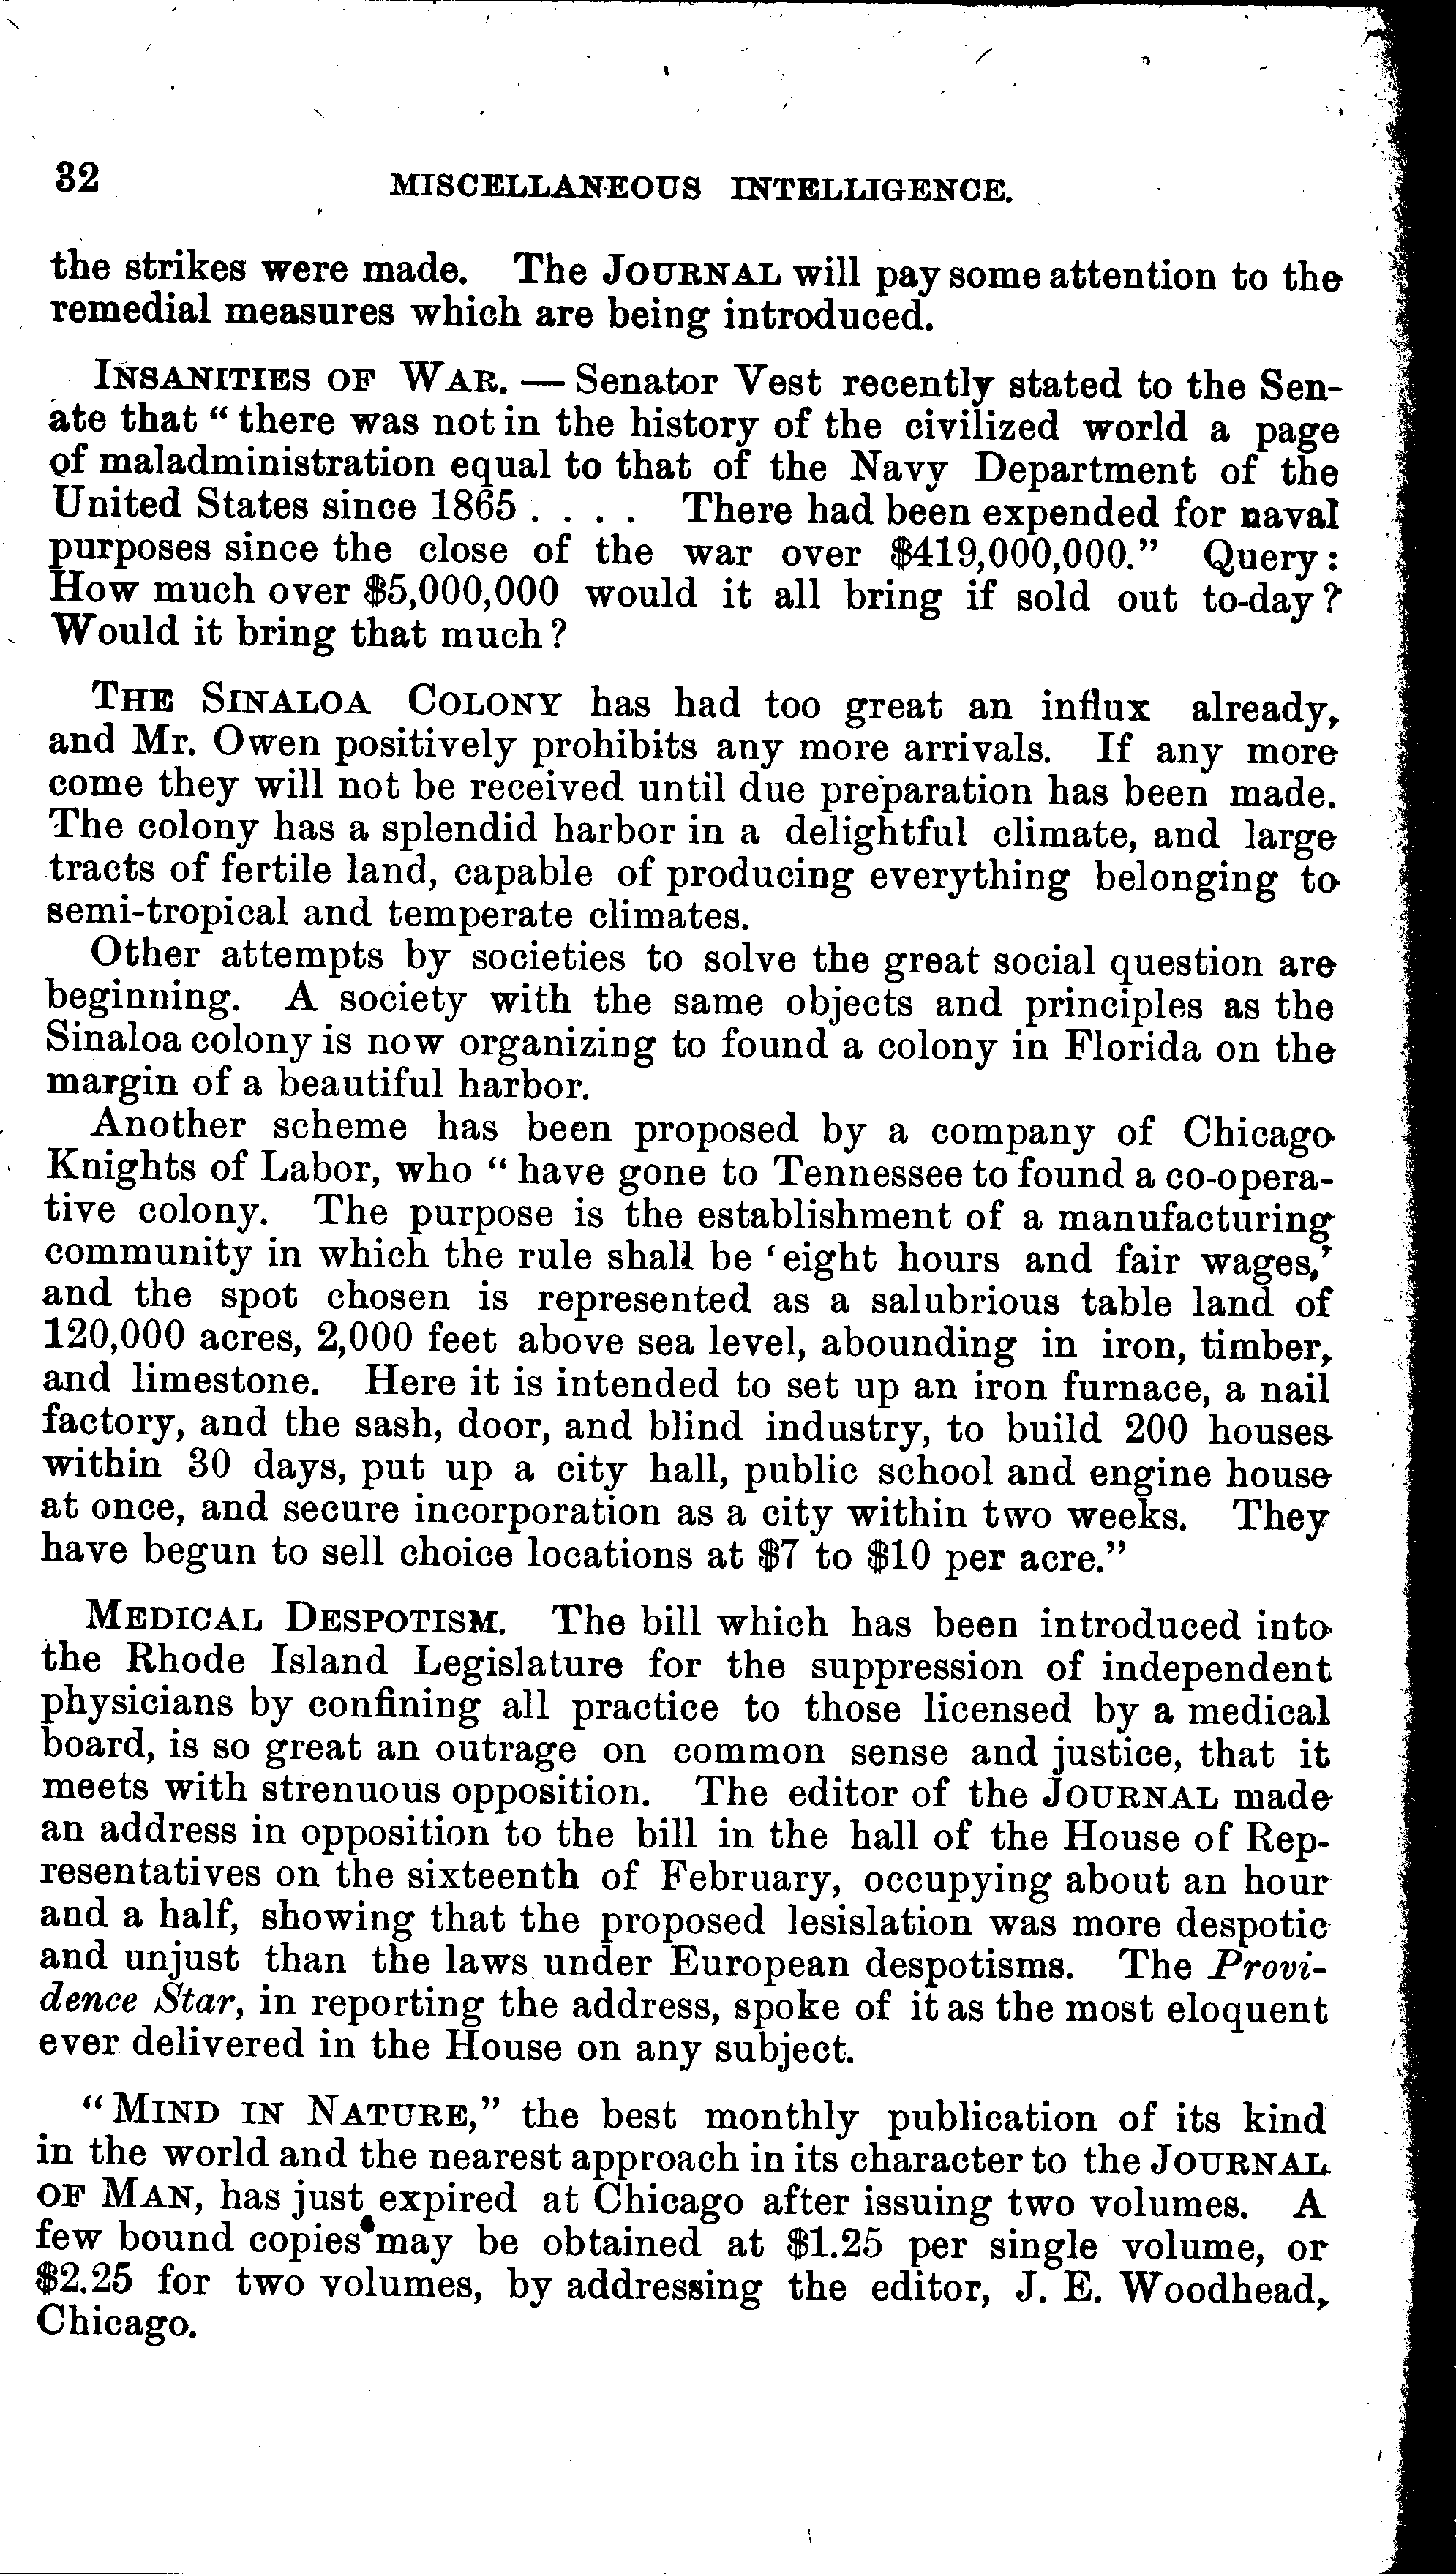 32 MISCELLANEOUS INTELLIGENCE.
the strikes were made. The JOURNAL will pay some attention to the
remedial measures which are being introduced.
INSANITIES OF WAR. — Senator Vest recently stated to the Sen-
ate that "there was not in the history of the civilized world a page
of maladministration equal to that of the Navy Department of the
United States since 1865 . . . . There had been expended for naval
purposes since the close of the war over $419,000,000." Query:
How much over $5,000,000 would it all bring if sold out to-day?
Would it bring that much?
THE SINALOA COLONY has had too great an influx already,
and Mr. Owen positively prohibits any more arrivals. If any more
come they will not be received until due preparation has been made.
The colony has a splendid harbor in a delightful climate, and large
tracts of fertile land, capable of producing everything belonging to
semi-tropical and temperate climates.
Other attempts by societies to solve the great social question are
beginning. A society with the same objects and principles as the
Sinaloa colony is now organizing to found a colony in Florida on the
margin of a beautiful harbor.
Another scheme has been proposed by a company of Chicago
Knights of Labor, who "have gone to Tennessee to found a co-opera-
tive colony. The purpose is the establishment of a manufacturing
community in which the rule shall be 'eight hours and fair wages,'
and the spot chosen is represented as a salubrious table land of
120,000 acres, 2,000 feet above sea level, abounding in iron, timber,
and limestone. Here it is intended to set up an iron furnace, a nail
factory, and the sash, door, and blind industry, to build 200 houses
within 30 days, put up a city hall, public school and engine house
at once, and secure incorporation as a city within two weeks. They
have begun to sell choice locations at $7 to $10 per acre."
MEDICAL DESPOTISM. The bill which has been introduced into
the Rhode Island Legislature for the suppression of independent
physicians by confining all practice to those licensed by a medical
board, is so great an outrage on common sense and justice, that it
meets with strenuous opposition. The editor of the JOURNAL made
an address in opposition to the bill in the hall of the House of Rep-
resentatives on the sixteenth of February, occupying about an hour
and a half, showing that the proposed lesislation was more despotic
and unjust than the laws under European despotisms. The Provi-
dence Star, in reporting the address, spoke of it as the most eloquent
ever delivered in the House on any subject.
"MIND IN NATURE," the best monthly publication of its kind
in the world and the nearest approach in its character to the JOURNAL
OF MAN, has just expired at Chicago after issuing two volumes. A
few bound copies may be obtained at $1.25 per single volume, or
$2.25 for two volumes, by addressing the editor, J. E. Woodhead,
Chicago.